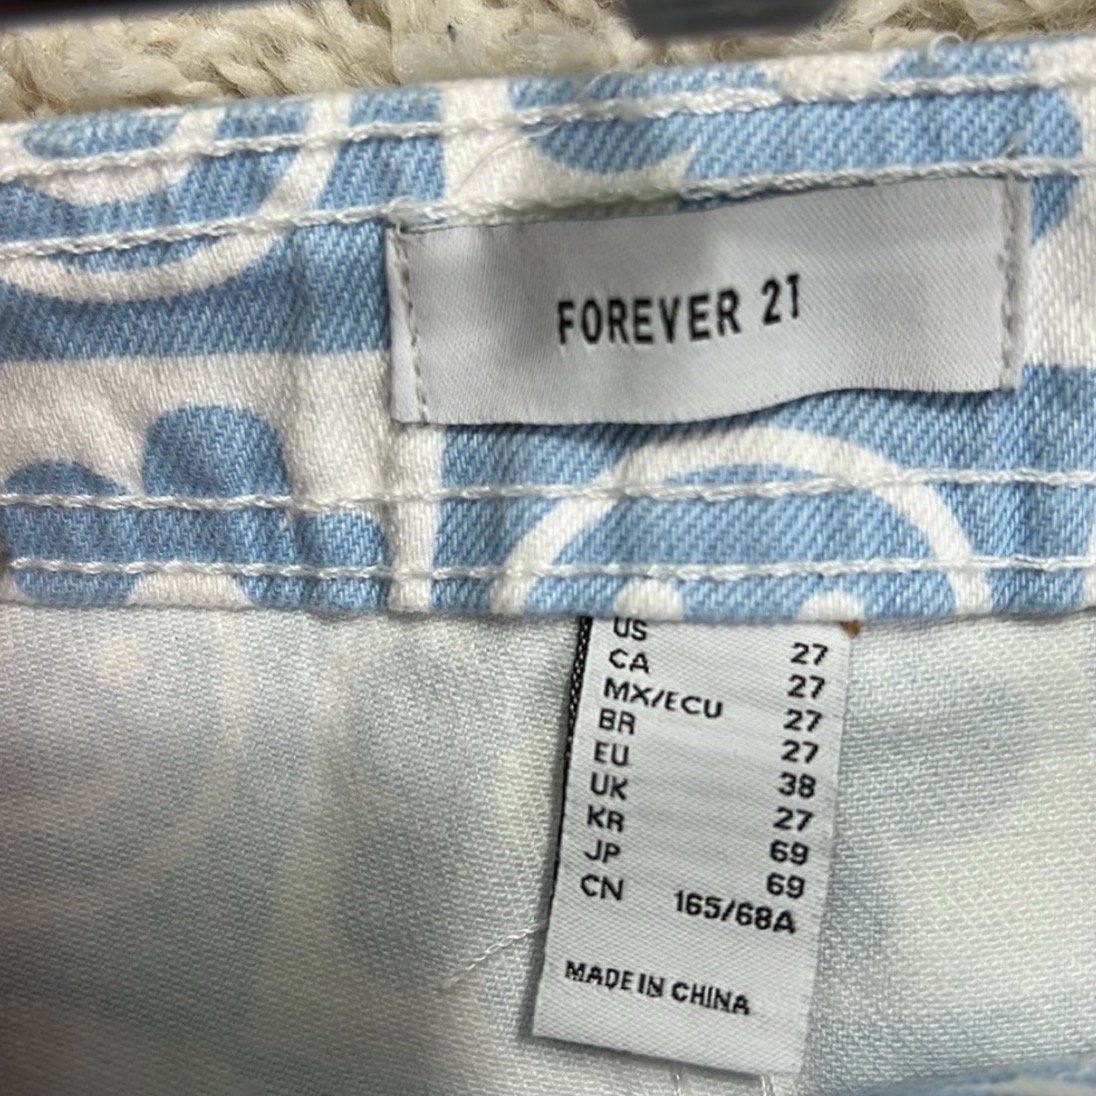 FOREVER 21
US 27
CA 27
MX/ECU 27
BR 27
EU 38
UK 27
KR 69
JP 69
CN 165/68A
MADE IN CHINA